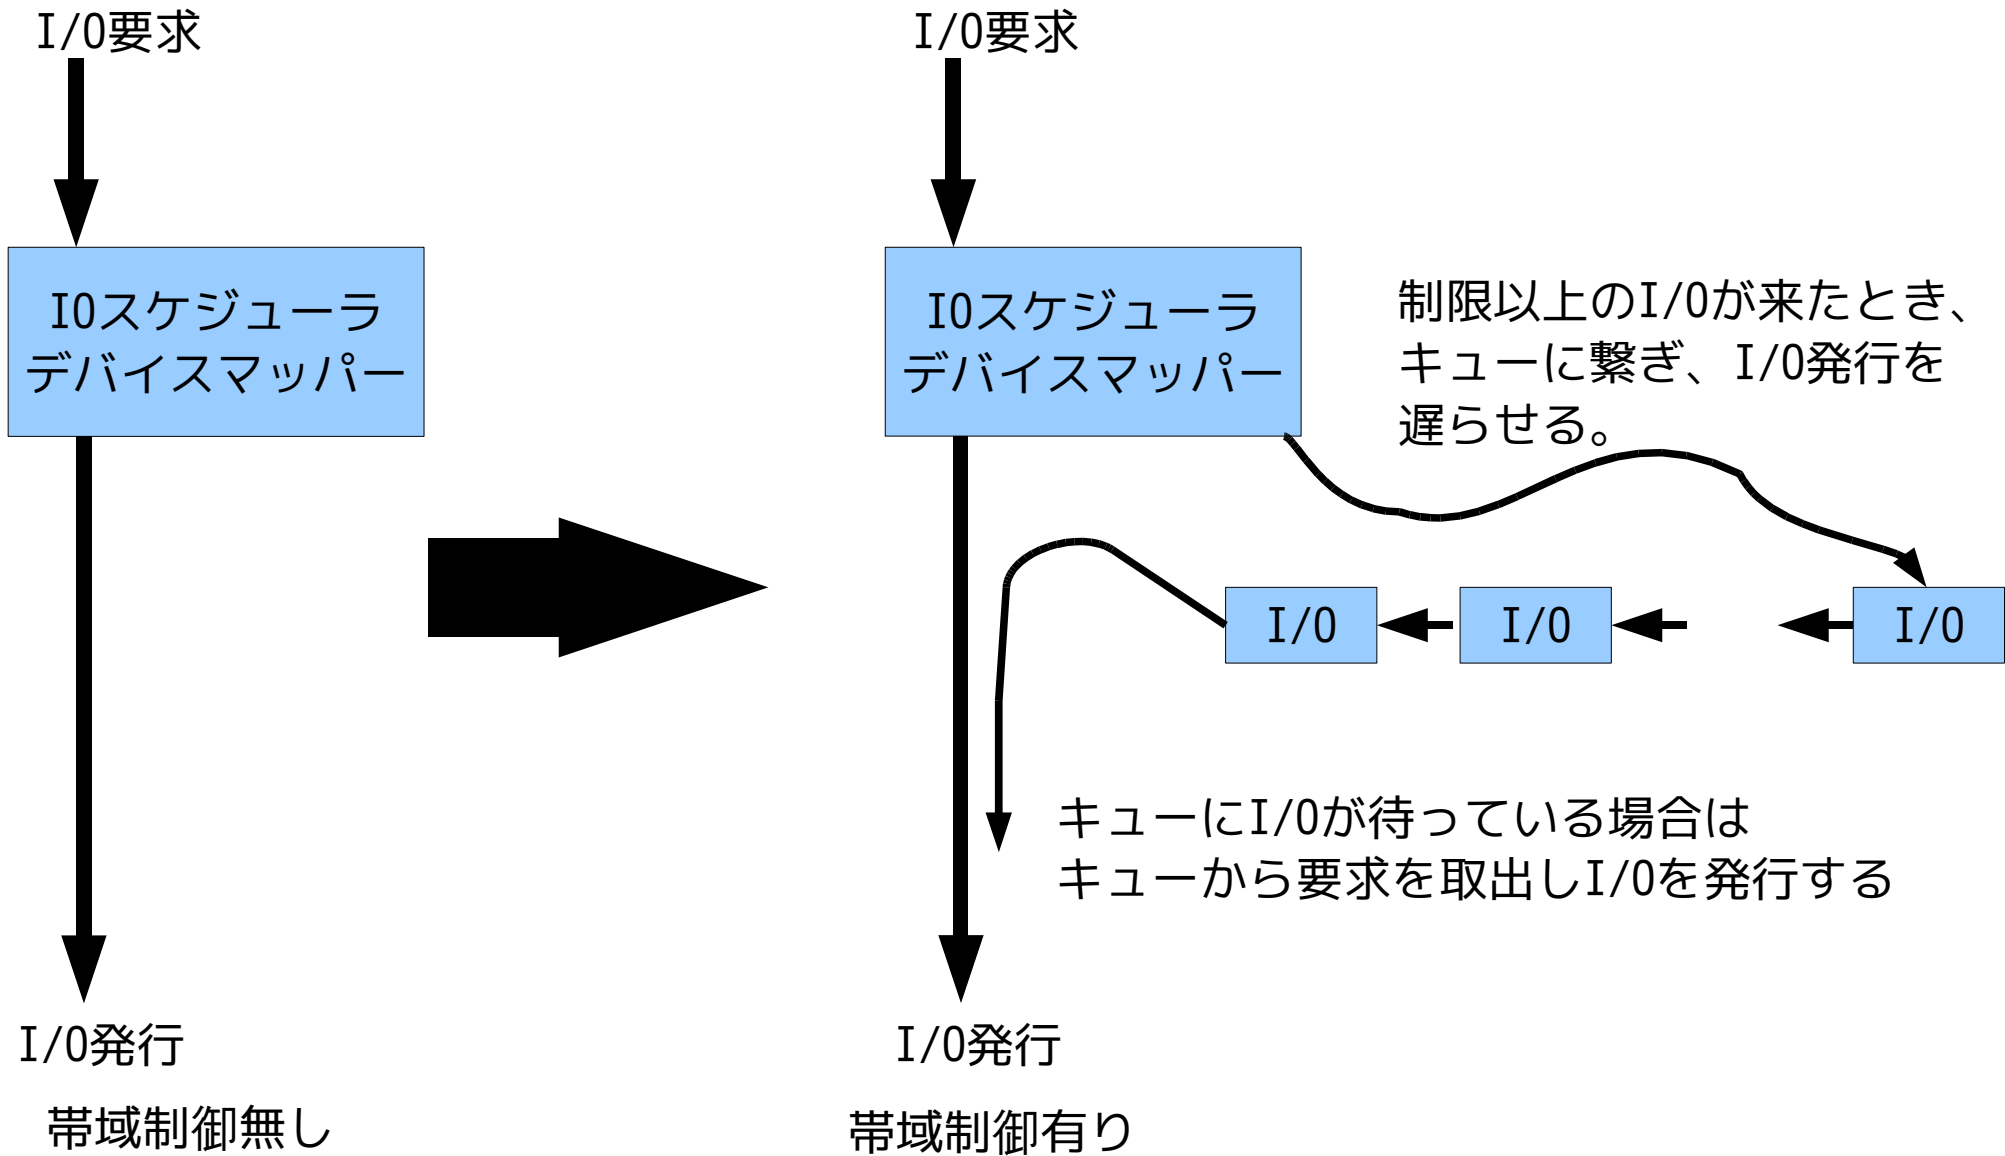 I/O要求
IOスケジューラ
デバイスマッパー
I/O発行
帯域制御無し
I/O要求
IOスケジューラ
デバイスマッパー
制限以上のI/Oが来たとき、
キューに繋ぎ、I/O発行を
遅らせる。
I/O
I/O
I/O
キューにI/Oが待っている場合は
キューから要求を取出しI/Oを発行する
I/O発行
帯域制御有り